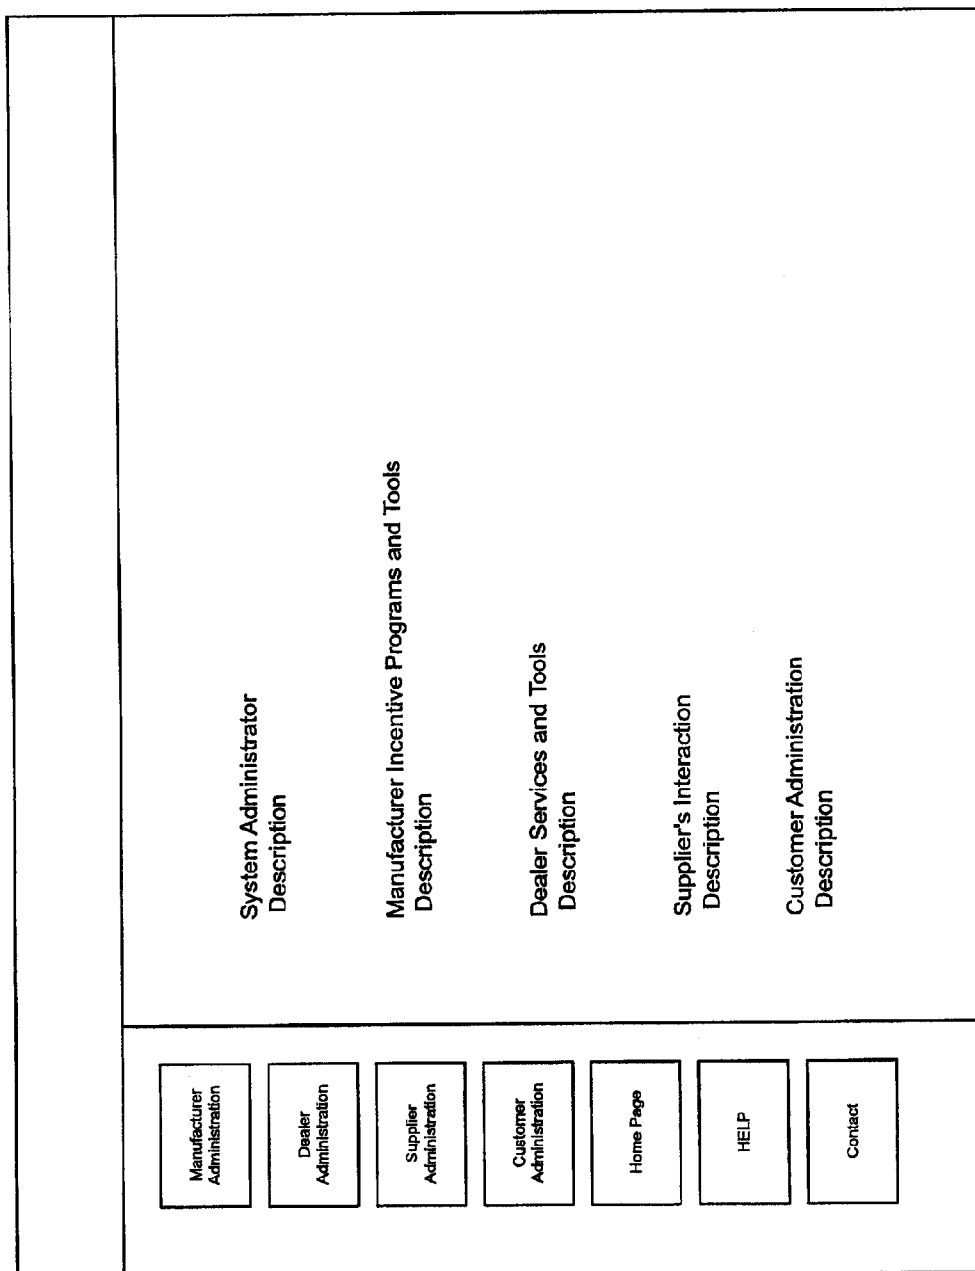 System Administrator
Description
Manufacturer Incentive Programs and Tools
Description
Dealer Services and Tools
Description
Supplier's Interaction
Description
Customer Administration
Description
Manufacturer
Administration
Dealer
Administration
Supplier
Administration
Customer
Administration
Home Page
HELP
Contact